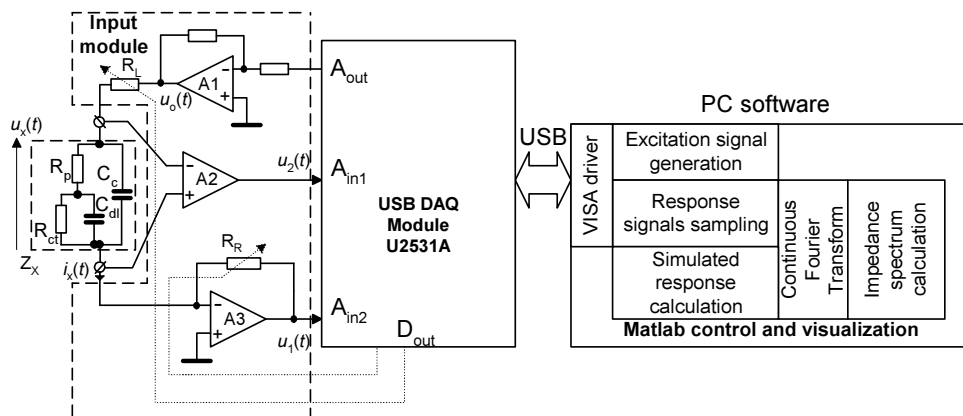 Input
module
R_L
A1
-
+
u_o(t)
A_out
u_x(t)
R_p
C_c
C_dl
R_ct
Z_X
i_x(t)
-
A2
+
u_2(t)
A_in1
R_R
-
A3
+
u_1(t)
A_in2
D_out
USB DAQ
Module
U2531A
USB
PC software
VISA driver
Excitation signal
generation
Response
signals sampling
Simulated
response
calculation
Continuous
Fourier
Transform
Impedance
spectrum
calculation
Matlab control and visualization